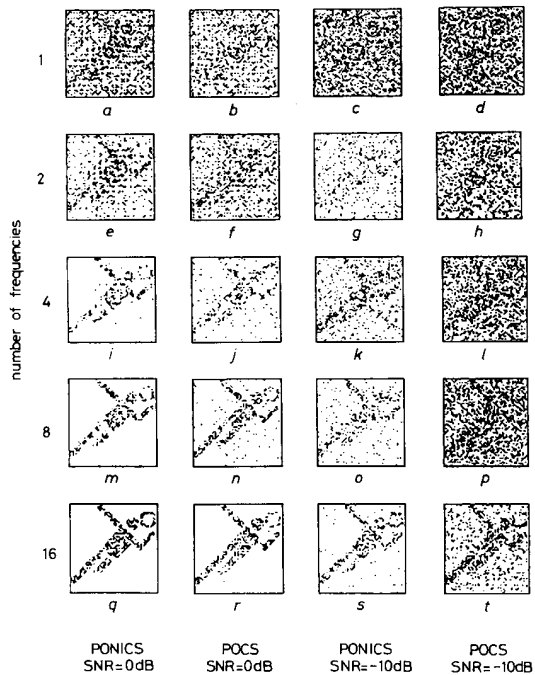 1
a b c d
2
e f g h
4
i j k l
8
m n o p
16
q r s t
number of frequencies
PONICS POCS PONICS POCS
SNR=0dB SNR=0dB SNR=-10dB SNR=-10dB